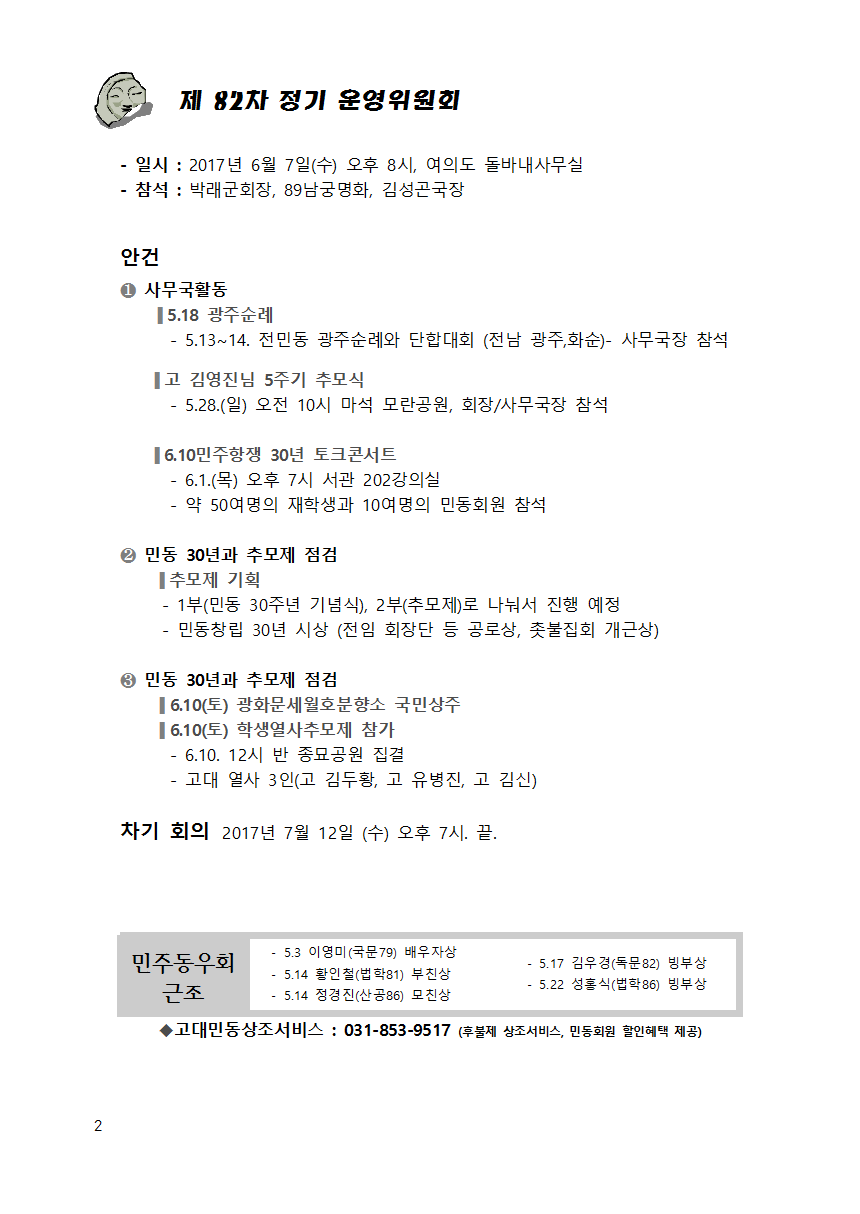 제 82차 정기 운영위원회
- 일시 : 2017년 6월 7일(수) 오후 8시, 여의도 돌바내사무실
- 참석 : 박래군회장, 89남궁명화, 김성곤국장
안건
❶ 사무국활동
▌5.18 광주순례
- 5.13~14. 전민동 광주순례와 단합대회 (전남 광주,화순)- 사무국장 참석
▌고 김영진님 5주기 추모식
- 5.28.(일) 오전 10시 마석 모란공원, 회장/사무국장 참석
▌6.10민주항쟁 30년 토크콘서트
- 6.1.(목) 오후 7시 서관 202강의실
- 약 50여명의 재학생과 10여명의 민동회원 참석
❷ 민동 30년과 추모제 점검
▌추모제 기획
- 1부(민동 30주년 기념식), 2부(추모제)로 나눠서 진행 예정
- 민동창립 30년 시상 (전임 회장단 등 공로상, 촛불집회 개근상)
❸ 민동 30년과 추모제 점검
▌6.10(토) 광화문세월호분향소 국민상주
▌6.10(토) 학생열사추모제 참가
- 6.10. 12시 반 종묘공원 집결
- 고대 열사 3인(고 김두황, 고 유병진, 고 김신)
차기 회의 2017년 7월 12일 (수) 오후 7시. 끝.
민주동우회
근조
- 5.3 이영미(국문79) 배우자상
- 5.14 황인철(법학81) 부친상
- 5.14 정경진(산공86) 모친상
- 5.17 김우경(독문82) 빙부상
- 5.22 성홍식(법학86) 빙부상
◆고대민동상조서비스 : 031-853-9517 (후불제 상조서비스, 민동회원 할인혜택 제공)
2